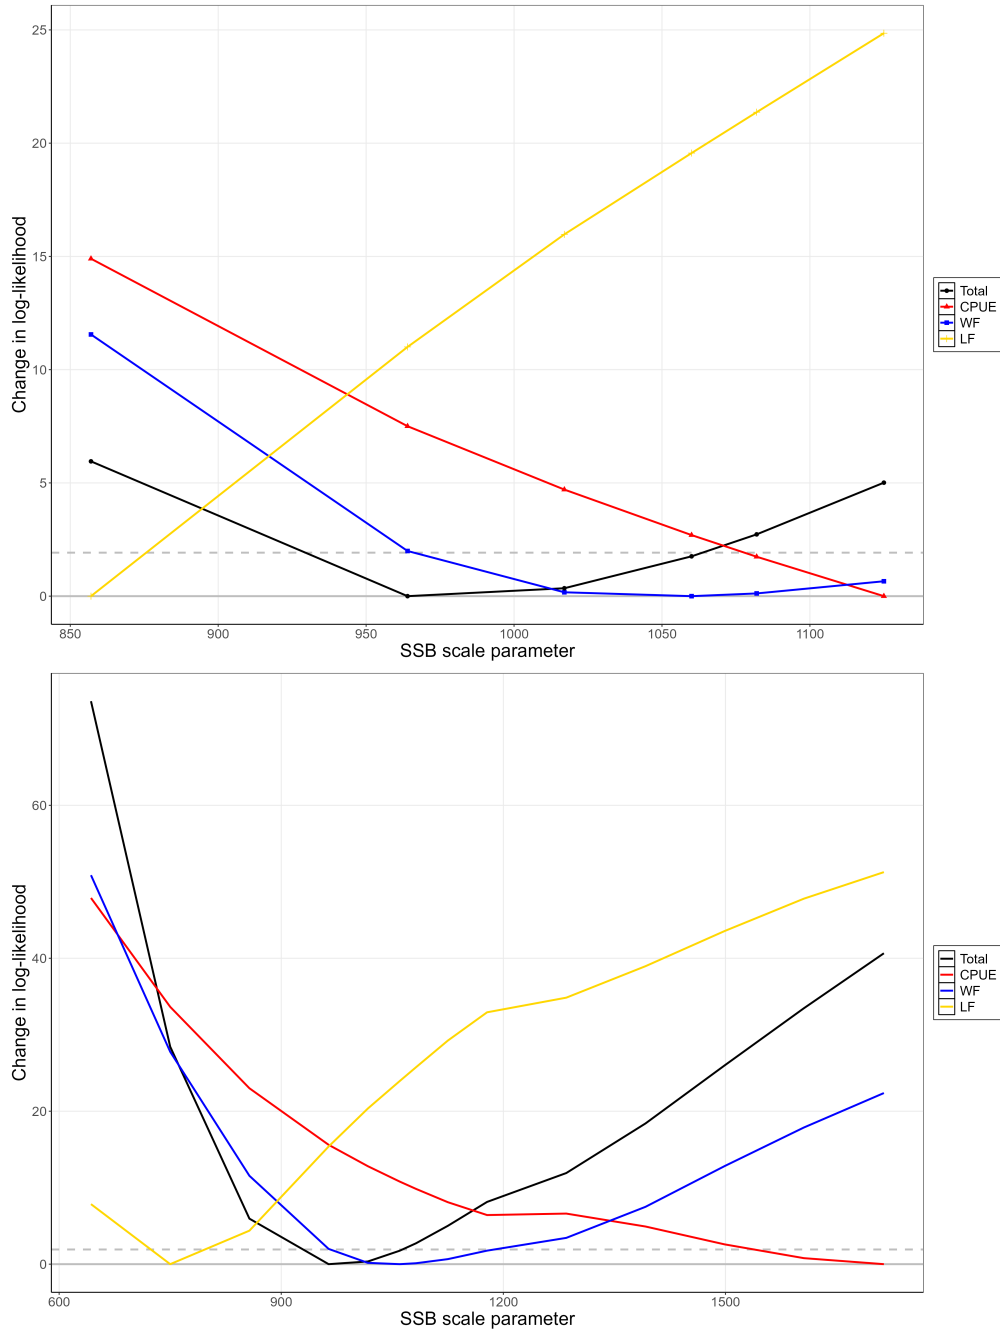 25
20
15
10
5
0
Change in log-likelihood
850
900
950
1000
1050
1100
SSB scale parameter
Total
CPUE
WF
LF
60
40
20
0
Change in log-likelihood
600
900
1200
1500
SSB scale parameter
Total
CPUE
WF
LF